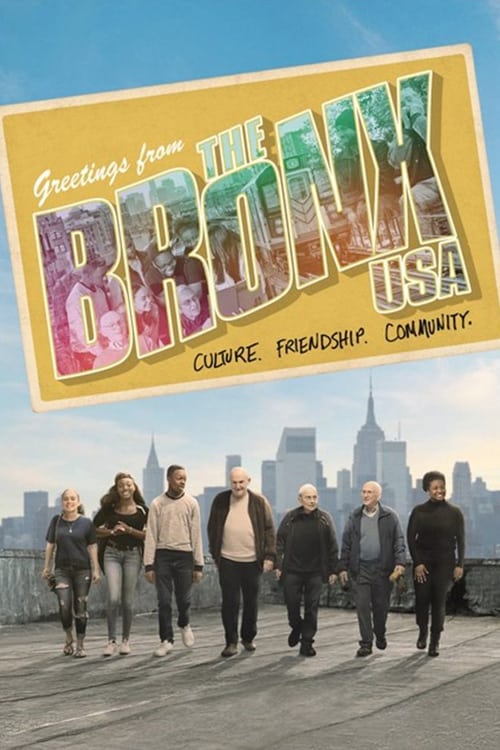 Greetings from
THE
BRONX
USA
CULTURE. FRIENDSHIP. COMMUNITY.